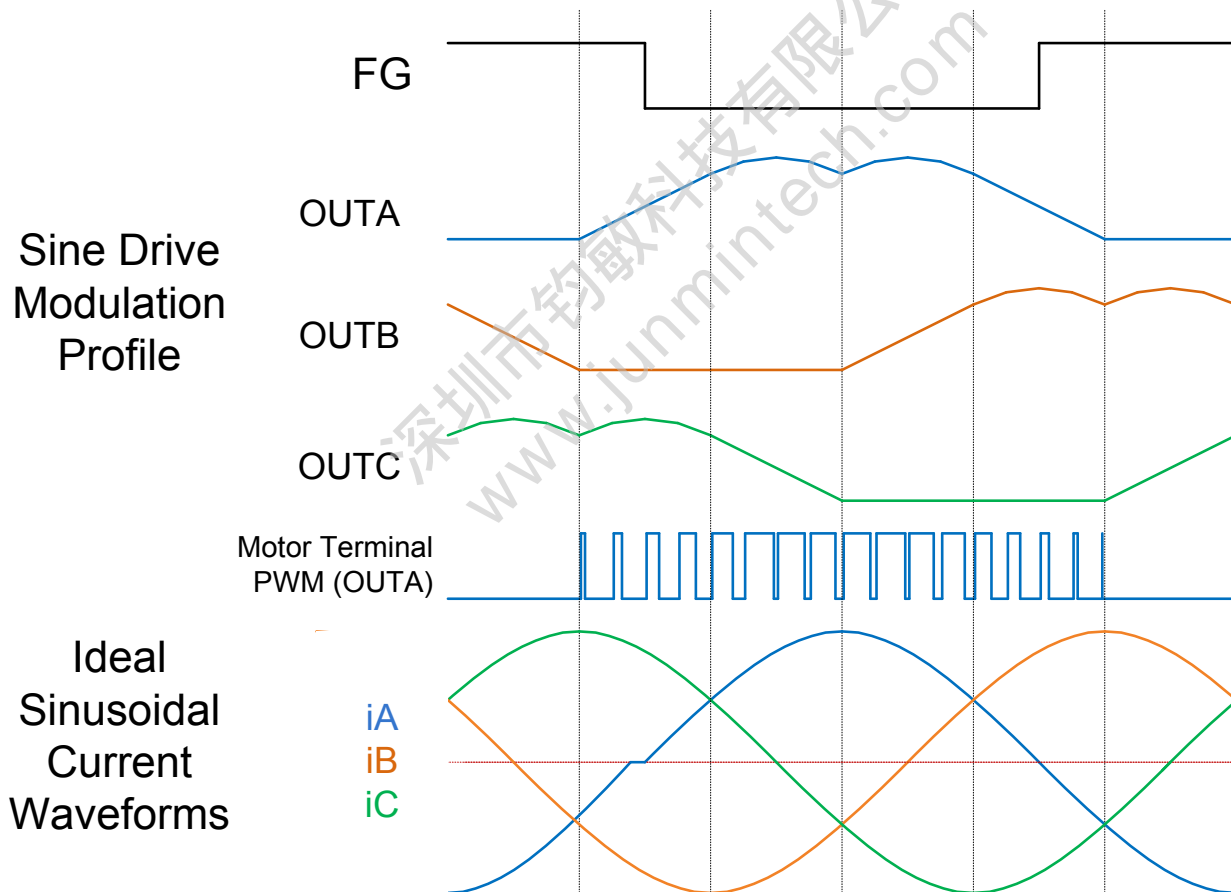 FG
OUTA
Sine Drive
Modulation
Profile
OUTB
OUTC
Motor Terminal
PWM (OUTA)
Ideal
Sinusoidal
Current
Waveforms
iA
iB
iC
深圳市钧敏科技有限公
www.junmintech.com